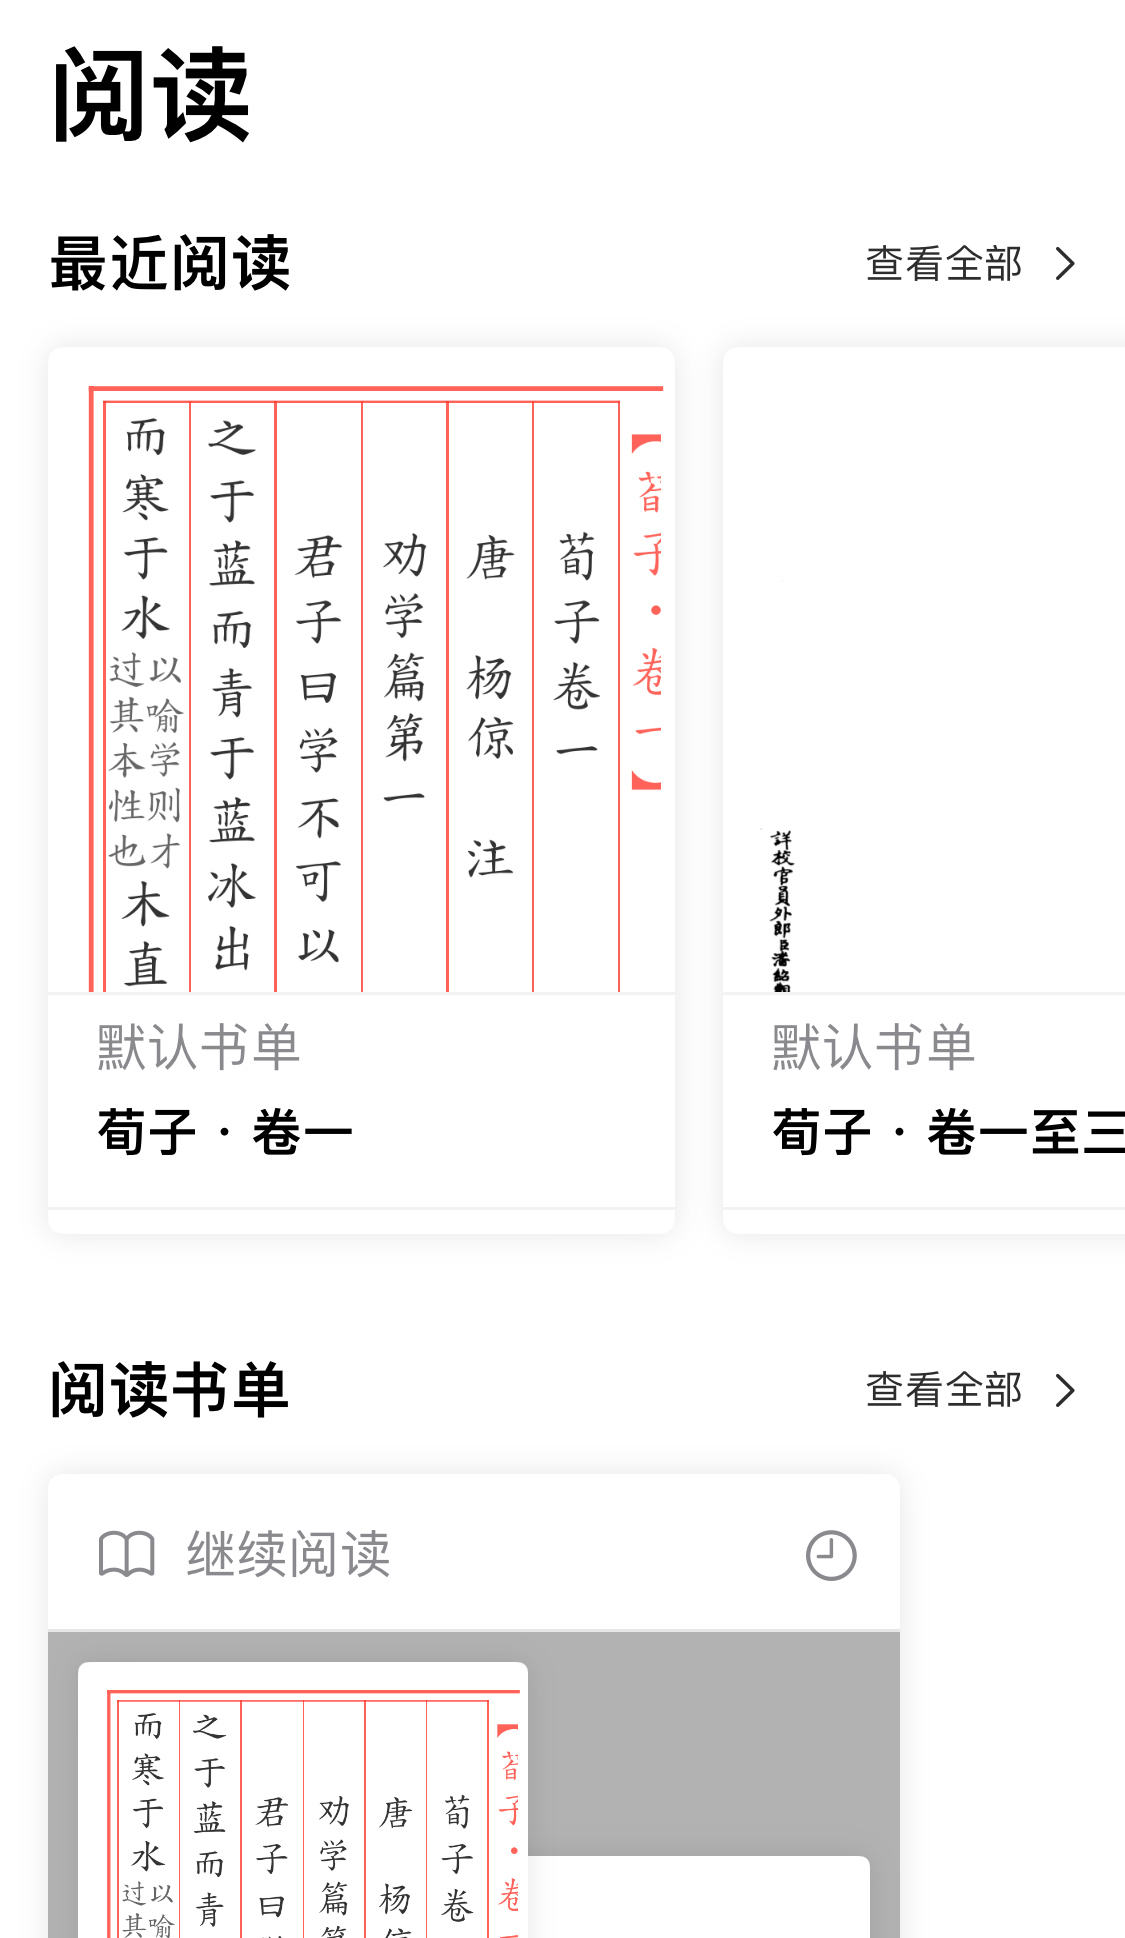 阅读
最近阅读
查看全部
【荀子·卷一】
荀子卷一
唐 杨倞 注
劝学篇第一
君子曰学不可以
之于蓝而青于蓝冰出
而寒于水
以喻学则才
过其本性也
木直
默认书单
荀子 · 卷一
詳校官員外郎臣潘紹觀
默认书单
荀子 · 卷一至三
阅读书单
查看全部
继续阅读
荀子·卷
荀子卷
唐 杨
劝学篇
君子曰
之于蓝而青
而寒于水
以喻
过其